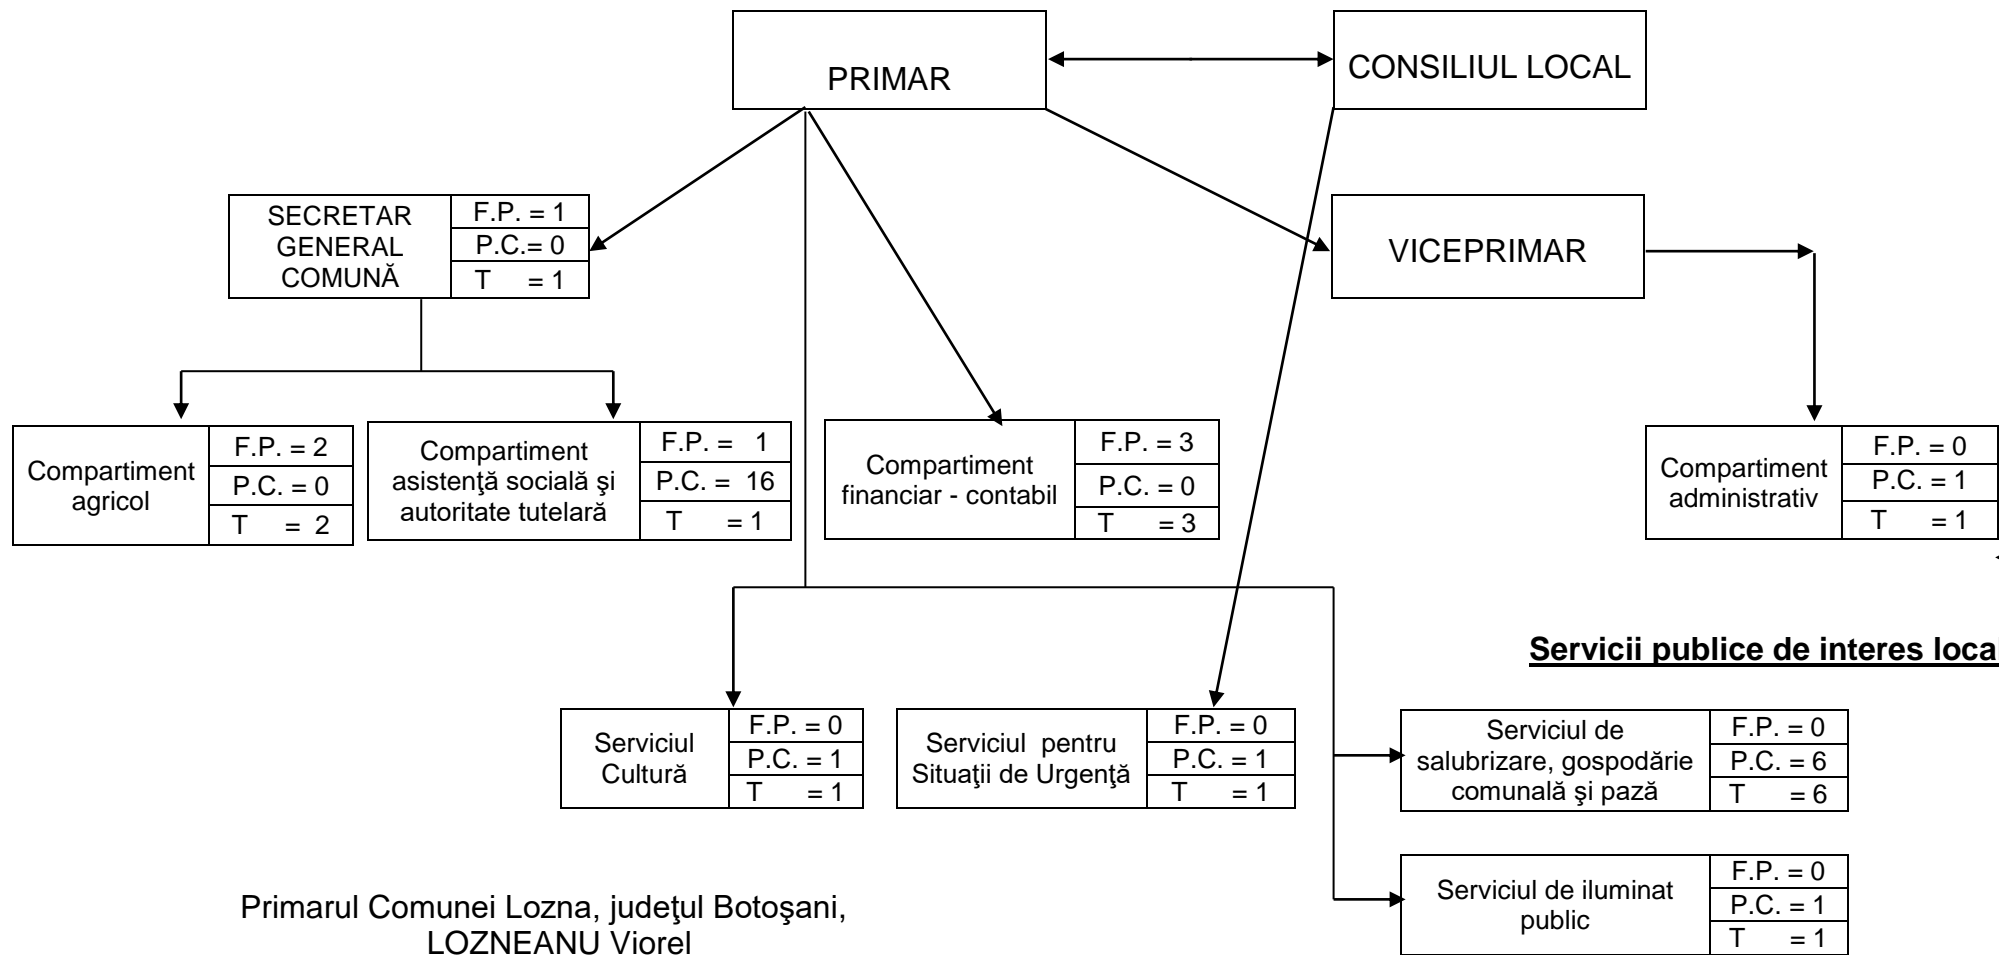 PRIMAR
CONSILIUL LOCAL
SECRETAR
GENERAL
COMUNĂ
F.P. = 1
P.C.= 0
T = 1
VICEPRIMAR
Compartiment
agricol
F.P. = 2
P.C. = 0
T = 2
Compartiment
asistenţă socială şi
autoritate tutelară
F.P. = 1
P.C. = 16
T = 1
Compartiment
financiar - contabil
F.P. = 3
P.C. = 0
T = 3
Compartiment
administrativ
F.P. = 0
P.C. = 1
T = 1
Servicii publice de interes loca
Serviciul
Cultură
F.P. = 0
P.C. = 1
T = 1
Serviciul pentru
Situaţii de Urgenţă
F.P. = 0
P.C. = 1
T = 1
Serviciul de
salubrizare, gospodărie
comunală şi pază
F.P. = 0
P.C. = 6
T = 6
Serviciul de iluminat
public
F.P. = 0
P.C. = 1
T = 1
Primarul Comunei Lozna, judeţul Botoşani,
LOZNEANU Viorel